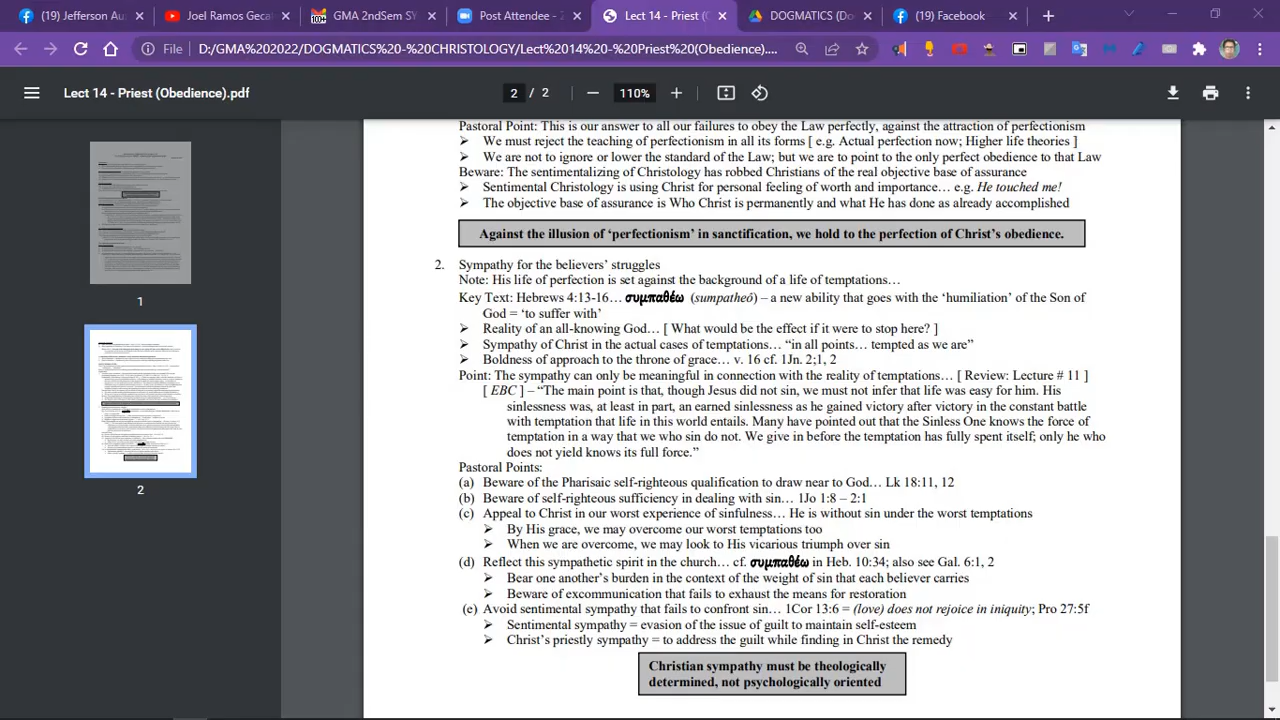 (19) Jefferson Au
Joel Ramos Gecat
GMA 2ndSem SY
Post Attendee - Z
Lect 14 - Priest (O
DOGMATICS (Do
(19) Facebook
File D:/GMA%202022/DOGMATICS%20-%20CHRISTOLOGY/Lect%2014%20-%20Priest%20(Obedience)....
Lect 14 - Priest (Obedience).pdf
2 / 2
110%
1
2
Pastoral Point: This is our answer to all our failures to obey the Law perfectly, against the attraction of perfectionism
We must reject the teaching of perfectionism in all its forms [ e.g. Actual perfection now; Higher life theories ]
We are not to ignore or lower the standard of the Law; but we are to point to the only perfect obedience to that Law
Beware: The sentimentalizing of Christology has robbed Christians of the real objective base of assurance
Sentimental Christology is using Christ for personal feeling of worth and importance… e.g. He touched me!
The objective base of assurance is Who Christ is permanently and what He has done as already accomplished
Against the illusion of ‘perfectionism’ in sanctification, we hold to the perfection of Christ’s obedience.
2. Sympathy for the believers’ struggles
Note: His life of perfection is set against the background of a life of temptations…
Key Text: Hebrews 4:13-16… συμπαθέω (sumpatheō) – a new ability that goes with the ‘humiliation’ of the Son of
God = ‘to suffer with’
Reality of an all-knowing God… [ What would be the effect if it were to stop here? ]
Sympathy of Christ in the actual cases of temptations… “in all points… tempted as we are”
Boldness of approach to the throne of grace… v. 16 cf. 1Jn. 2;1, 2
Point: The sympathy can only be meaningful in connection with the reality of temptations… [ Review: Lecture # 11 ]
[ EBC ] – “The main point is that, though Jesus did not sin, we must not infer that life was easy for him. His
sinlessness was, at least in part, an earned sinlessness as he gained victory after victory in the constant battle
with temptation that life in this world entails. Many have pointed out that the Sinless One knows the force of
temptation in a way that we who sin do not. We give in before the temptation has fully spent itself; only he who
does not yield knows its full force.”
Pastoral Points:
(a) Beware of the Pharisaic self-righteous qualification to draw near to God… Lk 18:11, 12
(b) Beware of self-righteous sufficiency in dealing with sin… 1Jo 1:8 – 2:1
(c) Appeal to Christ in our worst experience of sinfulness… He is without sin under the worst temptations
By His grace, we may overcome our worst temptations too
When we are overcome, we may look to His vicarious triumph over sin
(d) Reflect this sympathetic spirit in the church… cf. συμπαθέω in Heb. 10:34; also see Gal. 6:1, 2
Bear one another’s burden in the context of the weight of sin that each believer carries
Beware of excommunication that fails to exhaust the means for restoration
(e) Avoid sentimental sympathy that fails to confront sin… 1Cor 13:6 = (love) does not rejoice in iniquity; Pro 27:5f
Sentimental sympathy = evasion of the issue of guilt to maintain self-esteem
Christ’s priestly sympathy = to address the guilt while finding in Christ the remedy
Christian sympathy must be theologically
determined, not psychologically oriented